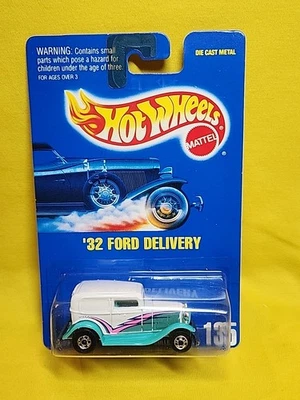 WARNING: Contains small
parts which pose a hazard for
children under the age of three.
FOR AGES OVER 3
DIE CAST METAL
Hot Wheels
MATTEL
'32 FORD DELIVERY
DELIVERY
135